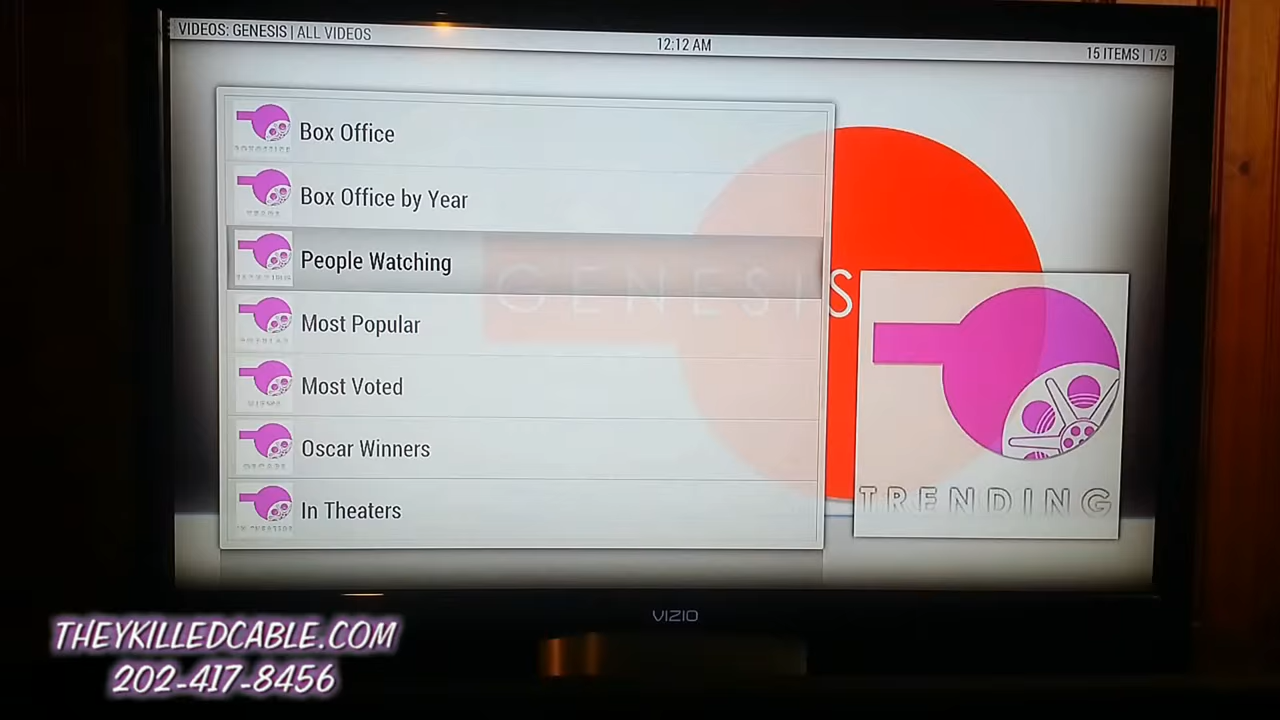 VIDEOS: GENESIS | ALL VIDEOS
12:12 AM
15 ITEMS | 1/3
Box Office
Box Office by Year
People Watching
Most Popular
Most Voted
Oscar Winners
In Theaters
GENESIS
TRENDING
VIZIO
THEYKILLEDCABLE.COM
202-417-8456